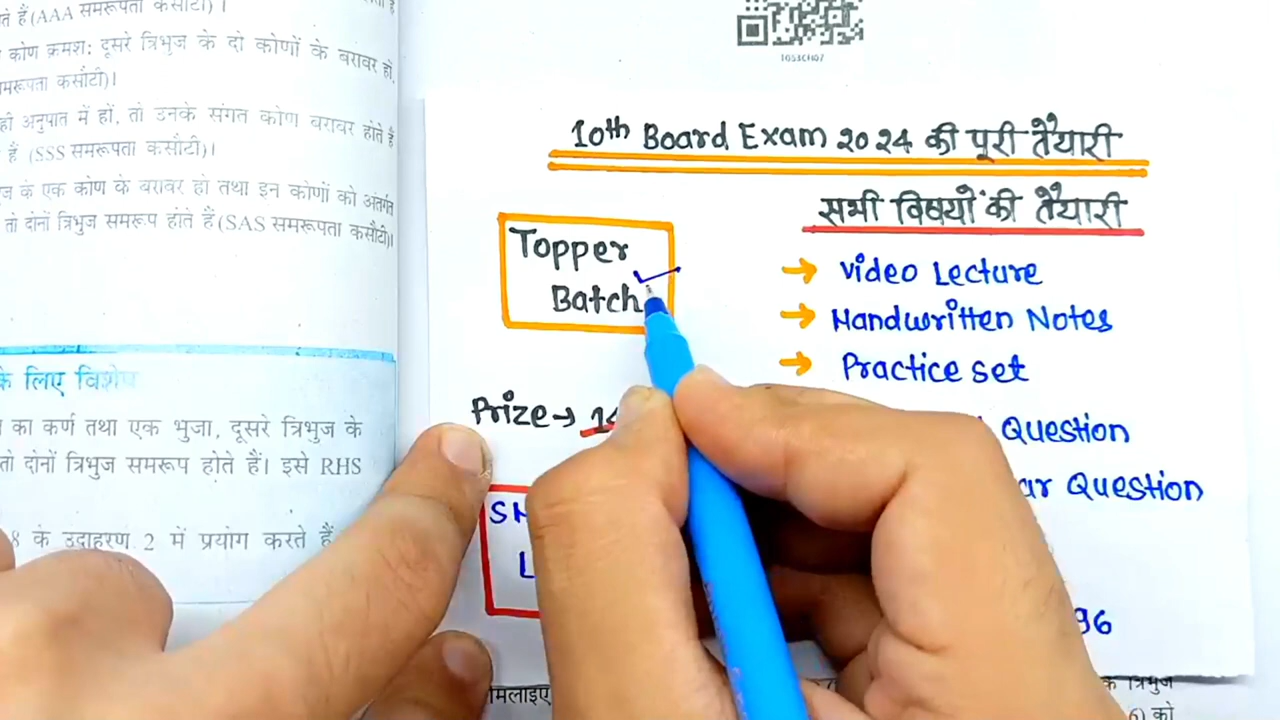 ते हैं (AAA समरूपता कसौटी)।
कोण क्रमश: दूसरे त्रिभुज के दो कोणों के बराबर हों,
समरूपता कसौटी)।
ही अनुपात में हों, तो उनके संगत कोण बराबर होते हैं
हैं (SSS समरूपता कसौटी)।
के एक कोण के बराबर हो तथा इन कोणों को अंतर्गत
तो दोनों त्रिभुज समरूप होते हैं (SAS समरूपता कसौटी)।
के लिए विशेष
का कर्ण तथा एक भुजा, दूसरे त्रिभुज के
तो दोनों त्रिभुज समरूप होते हैं। इसे RHS
8 के उदाहरण 2 में प्रयोग करते हैं
1053CH07
10th Board Exam 2024 की पूरी तैयारी
सभी विषयों की तैयारी
Topper
Batch
Prize →
→ Video Lecture
→ Handwritten Notes
→ Practice set
Question
Question
96
मिलाइए
त्रिभुज
6) को